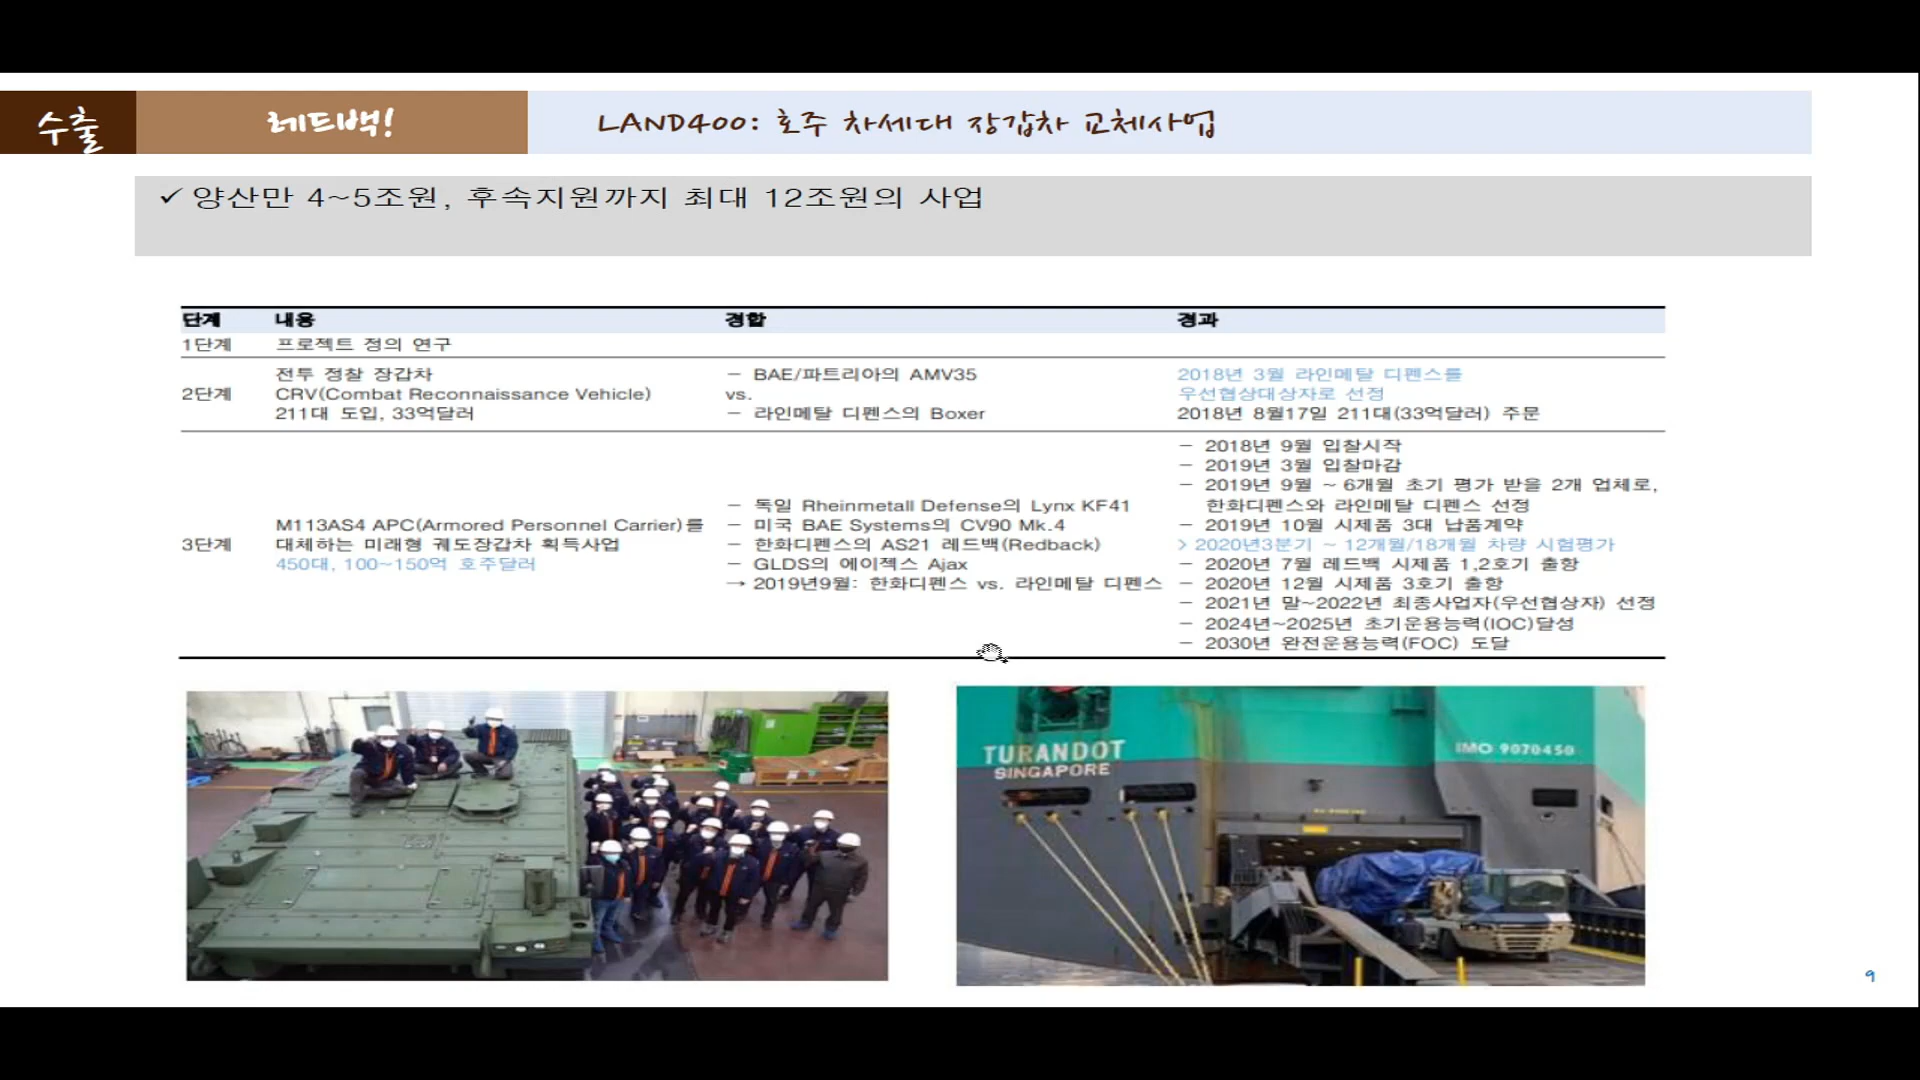 수출
레드백!
LAND400: 호주 차세대 장갑차 교체사업
✓ 양산만 4~5조원, 후속지원까지 최대 12조원의 사업
단계 내용 경합 경과
1단계 프로젝트 정의 연구
2단계
전투 정찰 장갑차
CRV(Combat Reconnaissance Vehicle)
211대 도입, 33억달러
- BAE/파트리아의 AMV35
vs.
- 라인메탈 디펜스의 Boxer
2018년 3월 라인메탈 디펜스를
우선협상대상자로 선정
2018년 8월17일 211대(33억달러) 주문
3단계
M113AS4 APC(Armored Personnel Carrier)를
대체하는 미래형 궤도장갑차 획득사업
450대, 100~150억 호주달러
- 독일 Rheinmetall Defense의 Lynx KF41
- 미국 BAE Systems의 CV90 Mk.4
- 한화디펜스의 AS21 레드백(Redback)
- GLDS의 에이젝스 Ajax
→ 2019년9월: 한화디펜스 vs. 라인메탈 디펜스
- 2018년 9월 입찰시작
- 2019년 3월 입찰마감
- 2019년 9월 ~ 6개월 초기 평가 받을 2개 업체로,
한화디펜스와 라인메탈 디펜스 선정
- 2019년 10월 시제품 3대 납품계약
> 2020년3분기 ~ 12개월/18개월 차량 시험평가
- 2020년 7월 레드백 시제품 1,2호기 출항
- 2020년 12월 시제품 3호기 출항
- 2021년 말~2022년 최종사업자(우선협상자) 선정
- 2024년~2025년 초기운용능력(IOC)달성
- 2030년 완전운용능력(FOC) 도달
TURANDOT
SINGAPORE
IMO 9070450
9